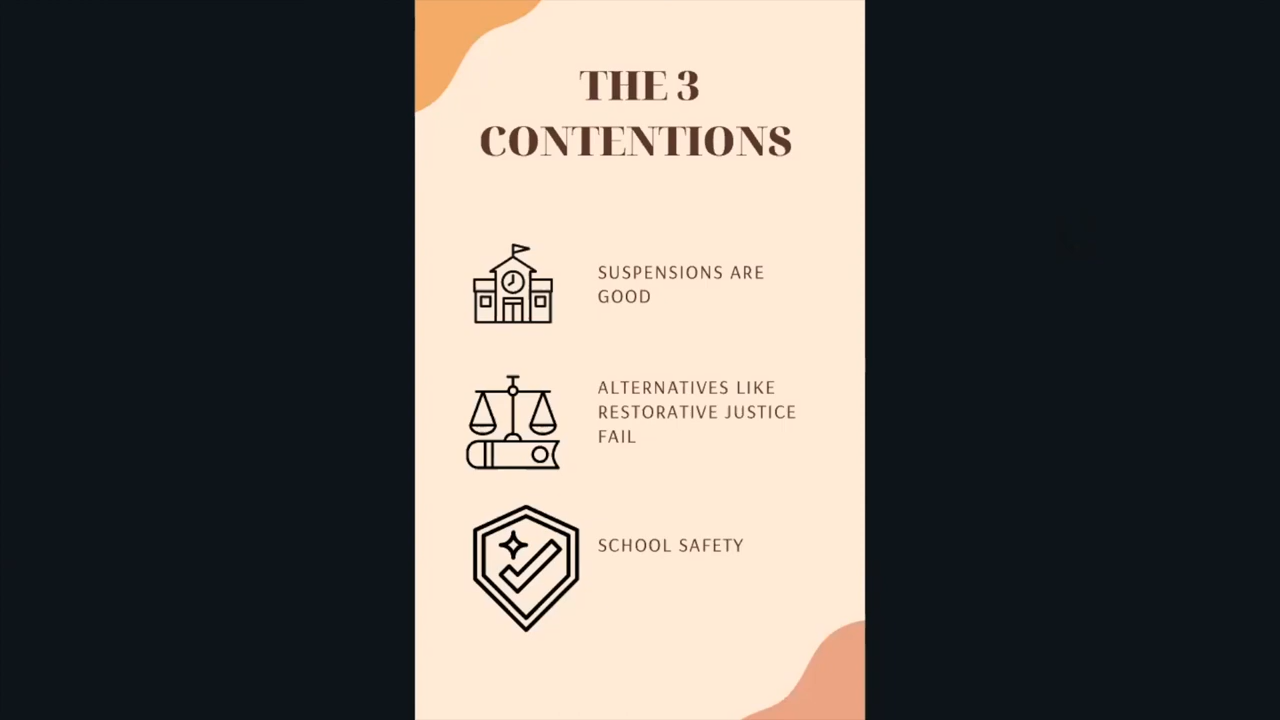 THE 3
CONTENTIONS
SUSPENSIONS ARE
GOOD
ALTERNATIVES LIKE
RESTORATIVE JUSTICE
FAIL
SCHOOL SAFETY